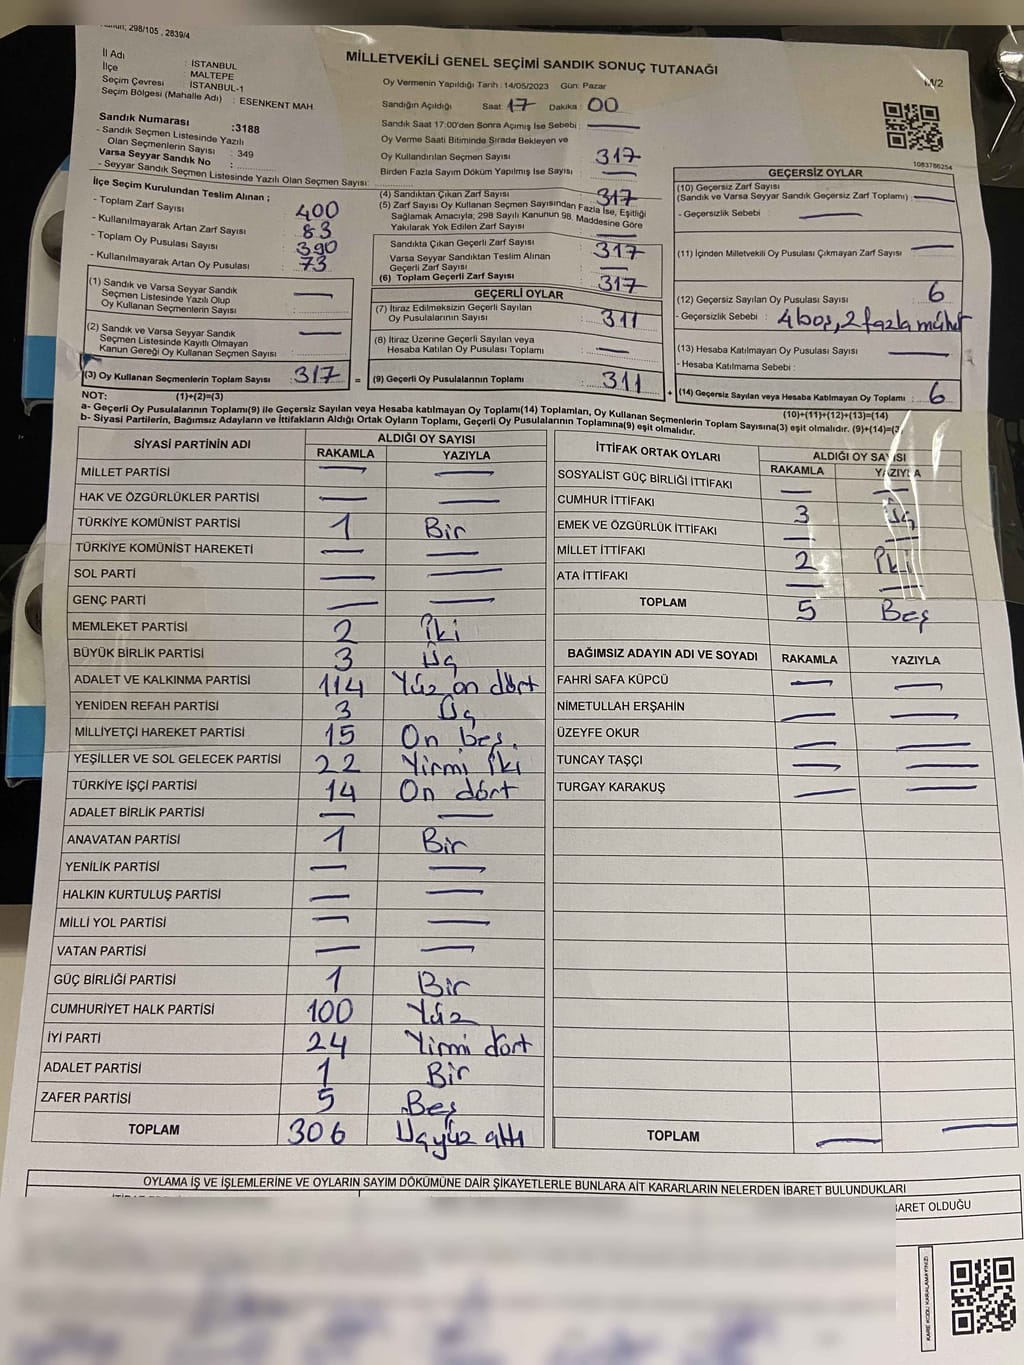 298/105 , 2839/4
MİLLETVEKİLİ GENEL SEÇİMİ SANDIK SONUÇ TUTANAĞI
İl Adı : İSTANBUL
İlçe : MALTEPE
Seçim Çevresi : İSTANBUL-1
Seçim Bölgesi (Mahalle Adı) : ESENKENT MAH.
Sandık Numarası :3188
- Sandık Seçmen Listesinde Yazılı
Olan Seçmenlerin Sayısı : 349
Varsa Seyyar Sandık No :
- Seyyar Sandık Seçmen Listesinde Yazılı Olan Seçmen Sayısı:
Oy Vermenin Yapıldığı Tarih : 14/05/2023 Gün: Pazar
Sandığın Açıldığı Saat: 17 Dakika: 00
Sandık Saat 17:00'den Sonra Açımış İse Sebebi : —
Oy Verme Saati Bitiminde Sırada Bekleyen ve
Oy Kullandırılan Seçmen Sayısı 317
Birden Fazla Sayım Döküm Yapılmış İse Sayısı : —
1083786254
İlçe Seçim Kurulundan Teslim Alınan ;
- Toplam Zarf Sayısı 400
- Kullanılmayarak Artan Zarf Sayısı 83
- Toplam Oy Pusulası Sayısı 390
- Kullanılmayarak Artan Oy Pusulası 73
(1) Sandık ve Varsa Seyyar Sandık
Seçmen Listesinde Yazılı Olup
Oy Kullanan Seçmenlerin Sayısı : —
(2) Sandık ve Varsa Seyyar Sandık
Seçmen Listesinde Kayıtlı Olmayan
Kanun Gereği Oy Kullanan Seçmen Sayısı : —
(3) Oy Kullanan Seçmenlerin Toplam Sayısı : 317 =
(4) Sandıktan Çıkan Zarf Sayısı : 317
(5) Zarf Sayısı Oy Kullanan Seçmen Sayısından Fazla İse, Eşitliği
Sağlamak Amacıyla, 298 Sayılı Kanunun 98. Maddesine Göre
Yakılarak Yok Edilen Zarf Sayısı : —
Sandıkta Çıkan Geçerli Zarf Sayısı : 317
Varsa Seyyar Sandıktan Teslim Alınan
Geçerli Zarf Sayısı : —
(6) Toplam Geçerli Zarf Sayısı : 317
GEÇERLİ OYLAR
(7) İtiraz Edilmeksizin Geçerli Sayılan
Oy Pusulalarının Sayısı : 311
(8) İtiraz Üzerine Geçerli Sayılan veya
Hesaba Katılan Oy Pusulası Toplamı : —
(9) Geçerli Oy Pusulalarının Toplamı : 311 +
GEÇERSİZ OYLAR
(10) Geçersiz Zarf Sayısı
(Sandık ve Varsa Seyyar Sandık Geçersiz Zarf Toplamı) : —
- Geçersizlik Sebebi : —
(11) İçinden Milletvekili Oy Pusulası Çıkmayan Zarf Sayısı : —
(12) Geçersiz Sayılan Oy Pusulası Sayısı : 6
- Geçersizlik Sebebi : 4 boş, 2 fazla mühür
(13) Hesaba Katılmayan Oy Pusulası Sayısı : —
- Hesaba Katılmama Sebebi :
(14) Geçersiz Sayılan veya Hesaba Katılmayan Oy Toplamı : 6
NOT: (1)+(2)=(3) (10)+(11)+(12)+(13)=(14)
a- Geçerli Oy Pusulaları Toplamı(9) ile Geçersiz Sayılan veya Hesaba katılmayan Oy Toplamı(14) Toplamları, Oy Kullanan Seçmenlerin Toplam Sayısına(3) eşit olmalıdır. (9)+(14)=(3
b- Siyasi Partilerin, Bağımsız Adayların ve İttifakların Aldığı Ortak Oyların Toplamı, Geçerli Oy Pusulalarının Toplamına(9) eşit olmalıdır.
SİYASİ PARTİNİN ADI ALDIĞI OY SAYISI
RAKAMLA YAZIYLA
MİLLET PARTİSİ — —
HAK VE ÖZGÜRLÜKLER PARTİSİ — —
TÜRKİYE KOMÜNİST PARTİSİ 1 Bir
TÜRKİYE KOMÜNİST HAREKETİ — —
SOL PARTİ — —
GENÇ PARTİ — —
MEMLEKET PARTİSİ 2 İki
BÜYÜK BİRLİK PARTİSİ 3 Üç
ADALET VE KALKINMA PARTİSİ 114 Yüz on dört
YENİDEN REFAH PARTİSİ 3 Üç
MİLLİYETÇİ HAREKET PARTİSİ 15 On beş.
YEŞİLLER VE SOL GELECEK PARTİSİ 22 Yirmi İki
TÜRKİYE İŞÇİ PARTİSİ 14 On dört
ADALET BİRLİK PARTİSİ — —
ANAVATAN PARTİSİ 1 Bir
YENİLİK PARTİSİ — —
HALKIN KURTULUŞ PARTİSİ — —
MİLLİ YOL PARTİSİ — —
VATAN PARTİSİ — —
GÜÇ BİRLİĞİ PARTİSİ 1 Bir
CUMHURİYET HALK PARTİSİ 100 Yüz
İYİ PARTİ 24 Yirmi dört
ADALET PARTİSİ 1 Bir
ZAFER PARTİSİ 5 Beş
TOPLAM 306 Üçyüz altı
İTTİFAK ORTAK OYLARI ALDIĞI OY SAYISI
RAKAMLA YAZIYLA
SOSYALİST GÜÇ BİRLİĞİ İTTİFAKI — —
CUMHUR İTTİFAKI 3 Üç
EMEK VE ÖZGÜRLÜK İTTİFAKI — —
MİLLET İTTİFAKI 2 İki
ATA İTTİFAKI — —
TOPLAM 5 Beş
BAĞIMSIZ ADAYIN ADI VE SOYADI RAKAMLA YAZIYLA
FAHRİ SAFA KÜPCÜ — —
NİMETULLAH ERŞAHİN — —
ÜZEYFE OKUR — —
TUNCAY TAŞÇI — —
TURGAY KARAKUŞ — —
TOPLAM — —
OYLAMA İŞ VE İŞLEMLERİNE VE OYLARIN SAYIM DÖKÜMÜNE DAİR ŞİKAYETLERLE BUNLARA AİT KARARLARIN NELERDEN İBARET BULUNDUKLARI
BARET OLDUĞU
KARE KODU KARALAMAYINIZ!